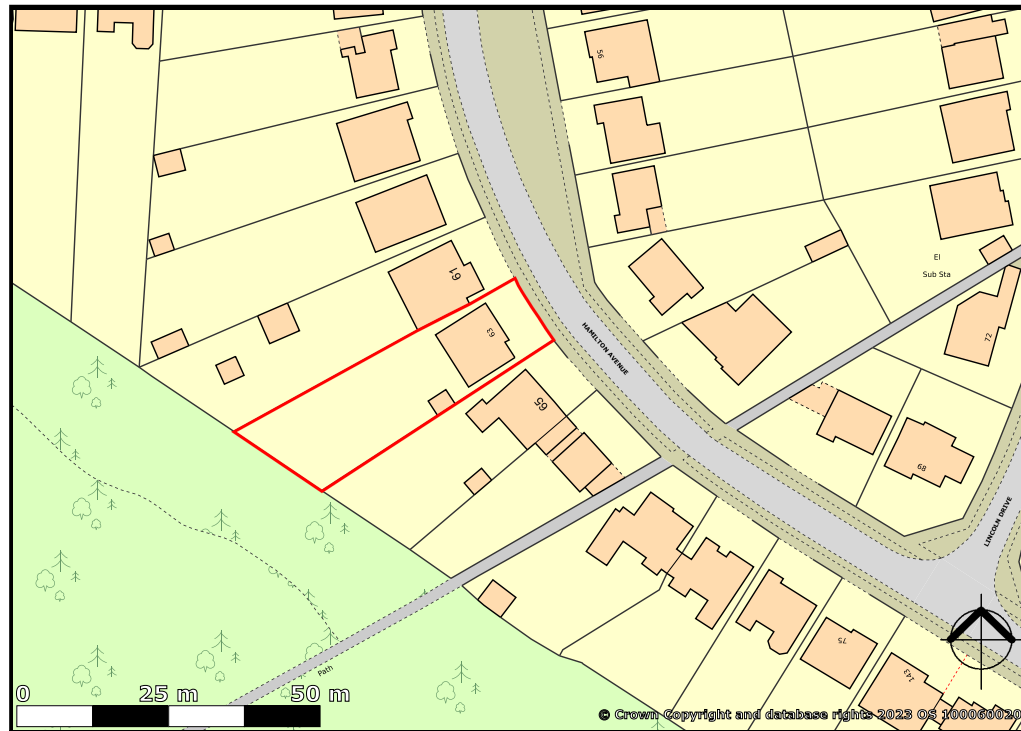 56
El
Sub Sta
61
63
HAMILTON AVENUE
72
65
68
LINCOLN DRIVE
75
143
Path
0 25 m 50 m
© Crown Copyright and database rights 2023 OS 100060020